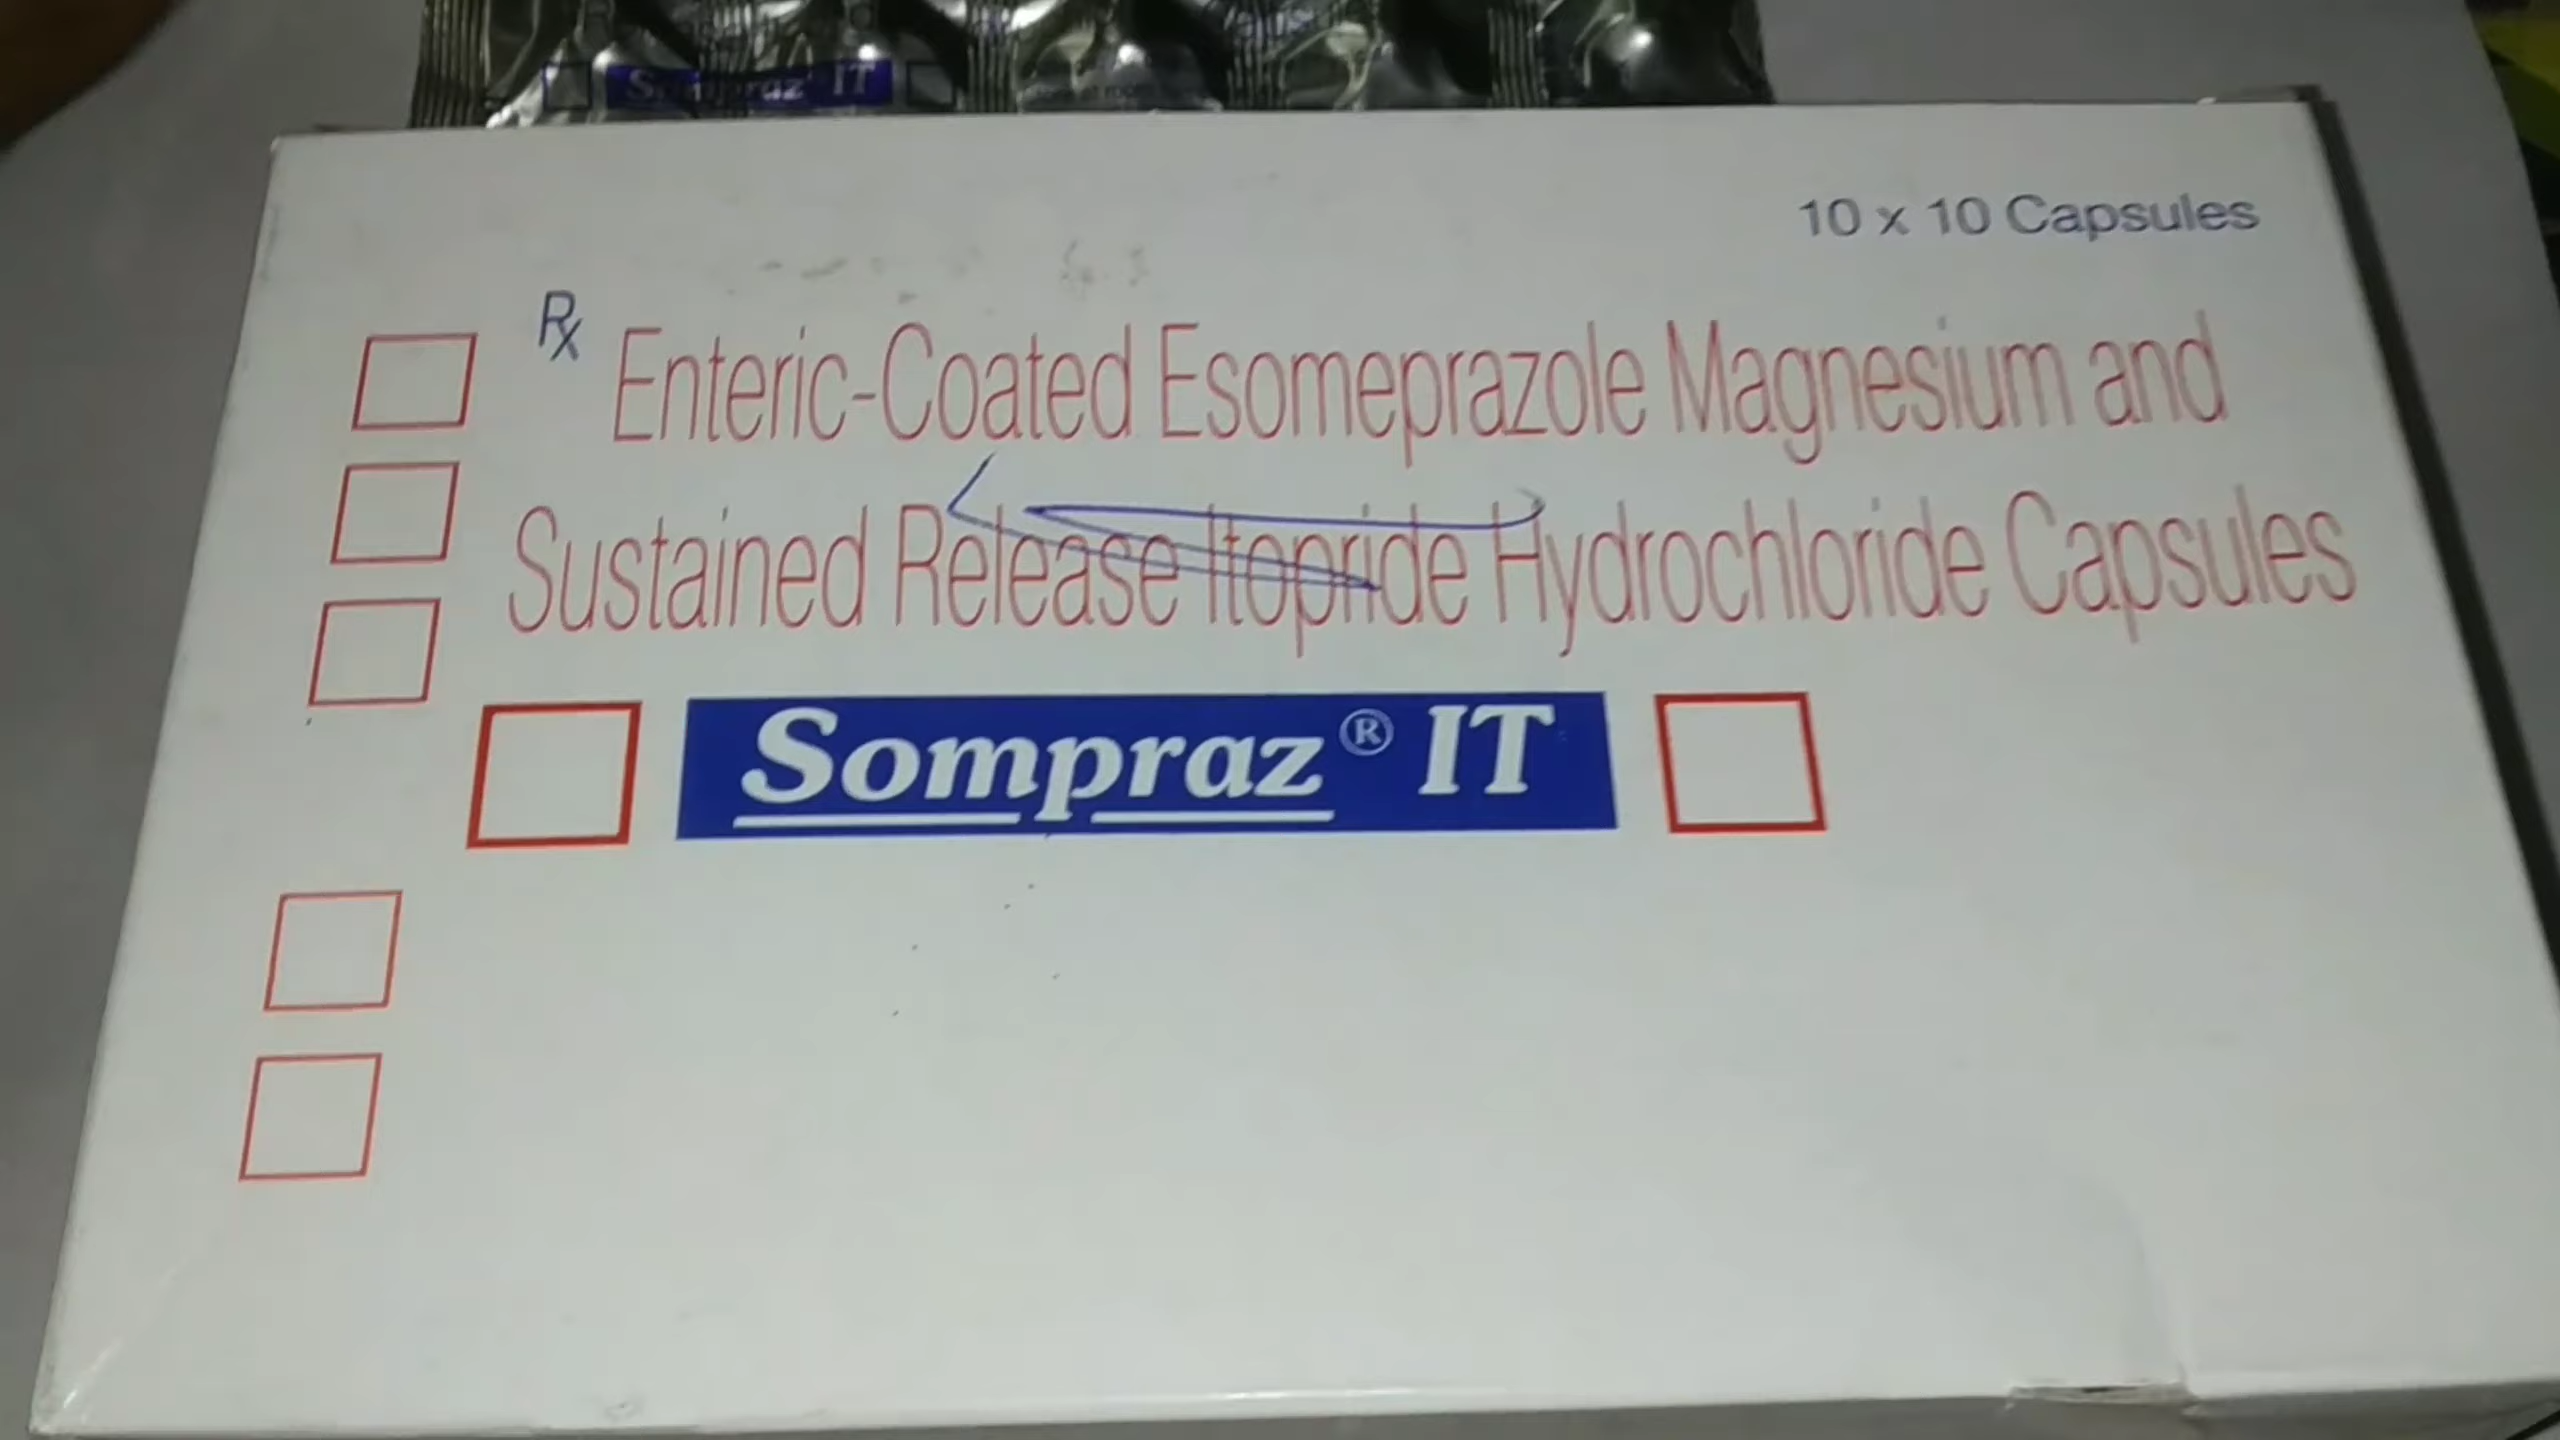 Sompraz IT
10 x 10 Capsules
Rx Enteric-Coated Esomeprazole Magnesium and
Sustained Release Itopride Hydrochloride Capsules
Sompraz® IT